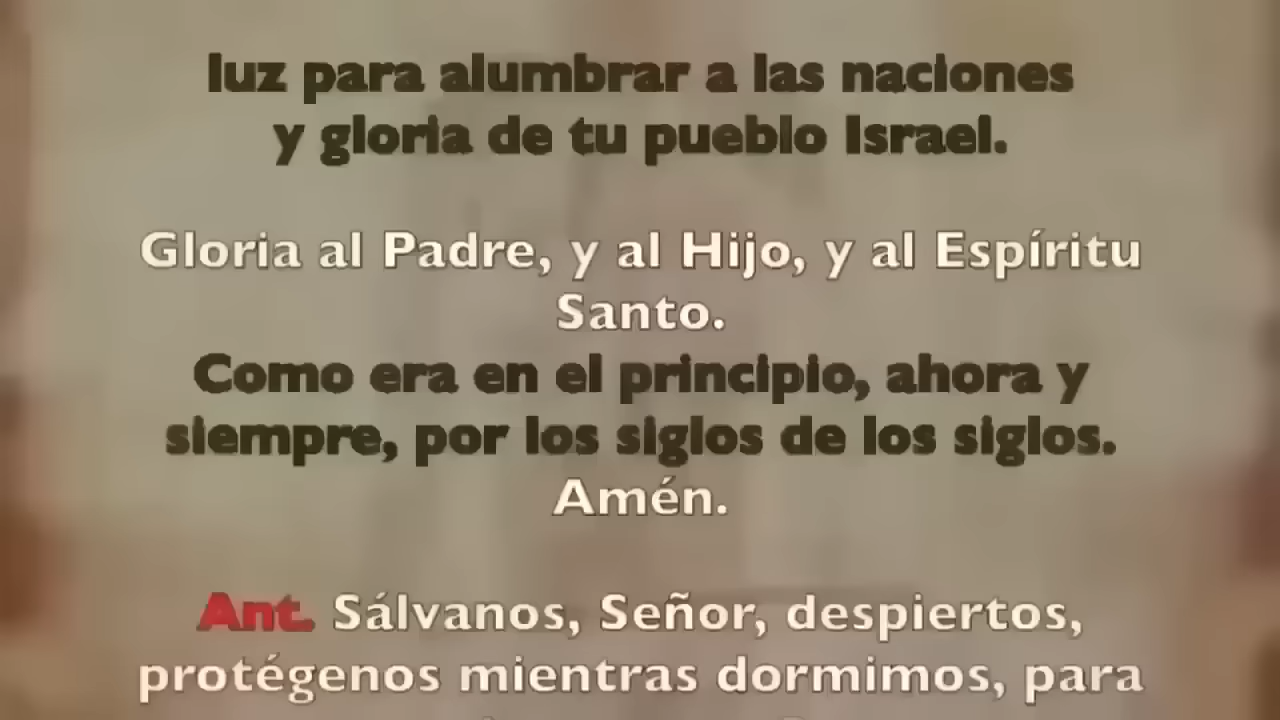 luz para alumbrar a las naciones
y gloria de tu pueblo Israel.
Gloria al Padre, y al Hijo, y al Espíritu
Santo.
Como era en el principio, ahora y
siempre, por los siglos de los siglos.
Amén.
Ant. Sálvanos, Señor, despiertos,
protégenos mientras dormimos, para